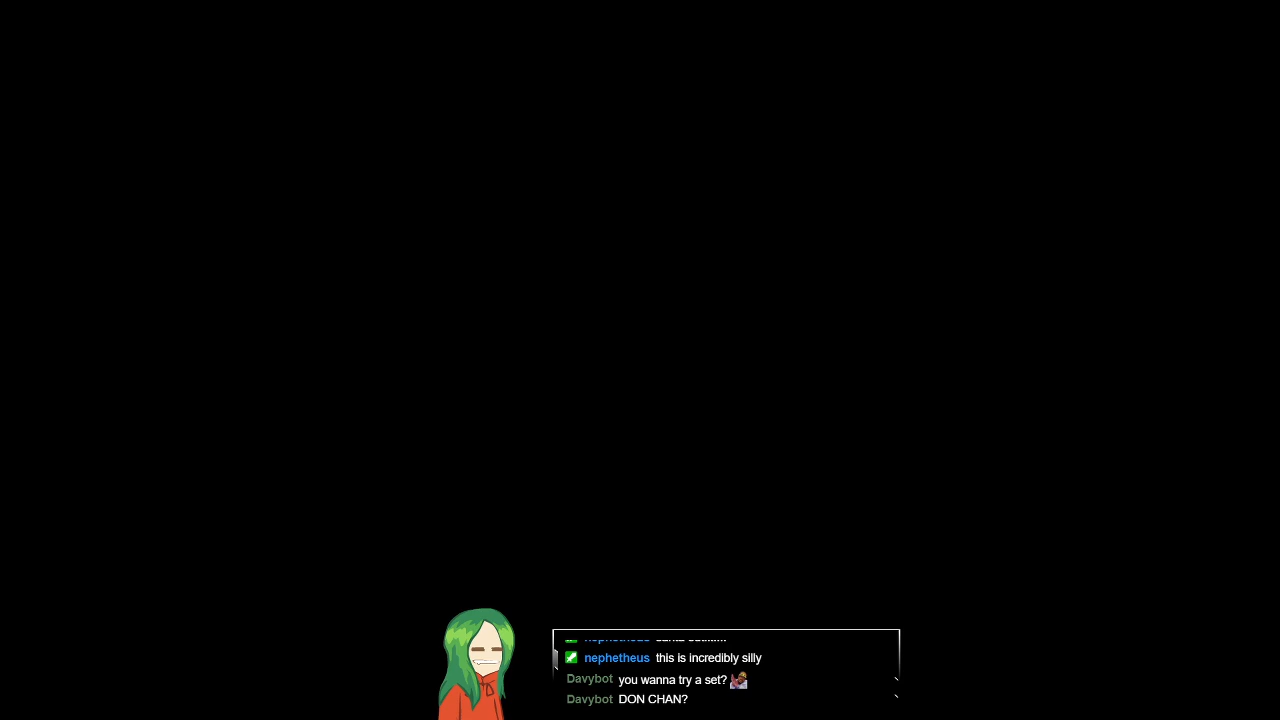 nephetheus this is incredibly silly
Davybot you wanna try a set?
Davybot DON CHAN?